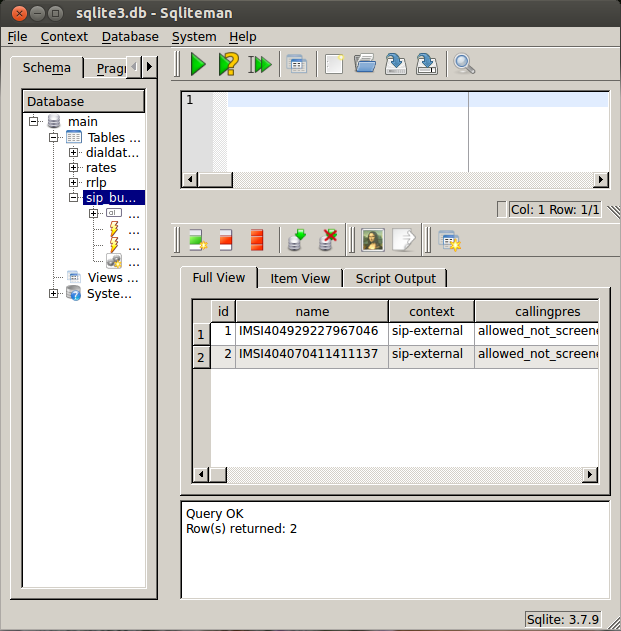 sqlite3.db - Sqliteman
File Context Database System Help
Schema Pragr
Database
main
Tables ...
dialdat...
rates
rrlp
sip_bu...
...
...
...
...
Views ...
Syste...
1
Col: 1 Row: 1/1
Full View Item View Script Output
id name context callingpres
1 1 IMSI404929227967046 sip-external allowed_not_screene
2 2 IMSI404070411411137 sip-external allowed_not_screene
Query OK
Row(s) returned: 2
Sqlite: 3.7.9